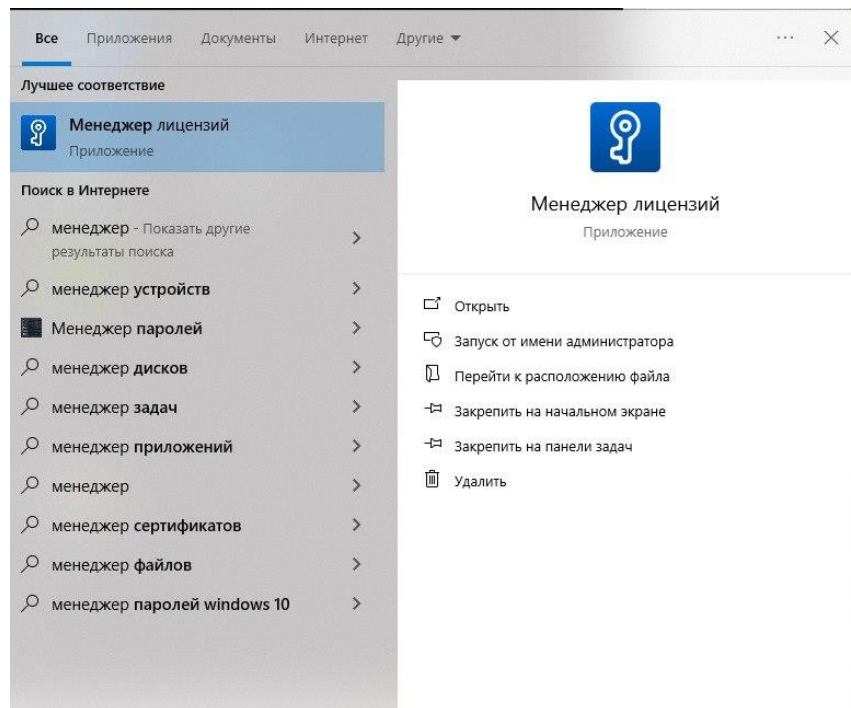 Все Приложения Документы Интернет Другие
Лучшее соответствие
Менеджер лицензий
Приложение
Поиск в Интернете
менеджер - Показать другие
результаты поиска
менеджер устройств
Менеджер паролей
менеджер дисков
менеджер задач
менеджер приложений
менеджер
менеджер сертификатов
менеджер файлов
менеджер паролей windows 10
Менеджер лицензий
Приложение
Открыть
Запуск от имени администратора
Перейти к расположению файла
Закрепить на начальном экране
Закрепить на панели задач
Удалить